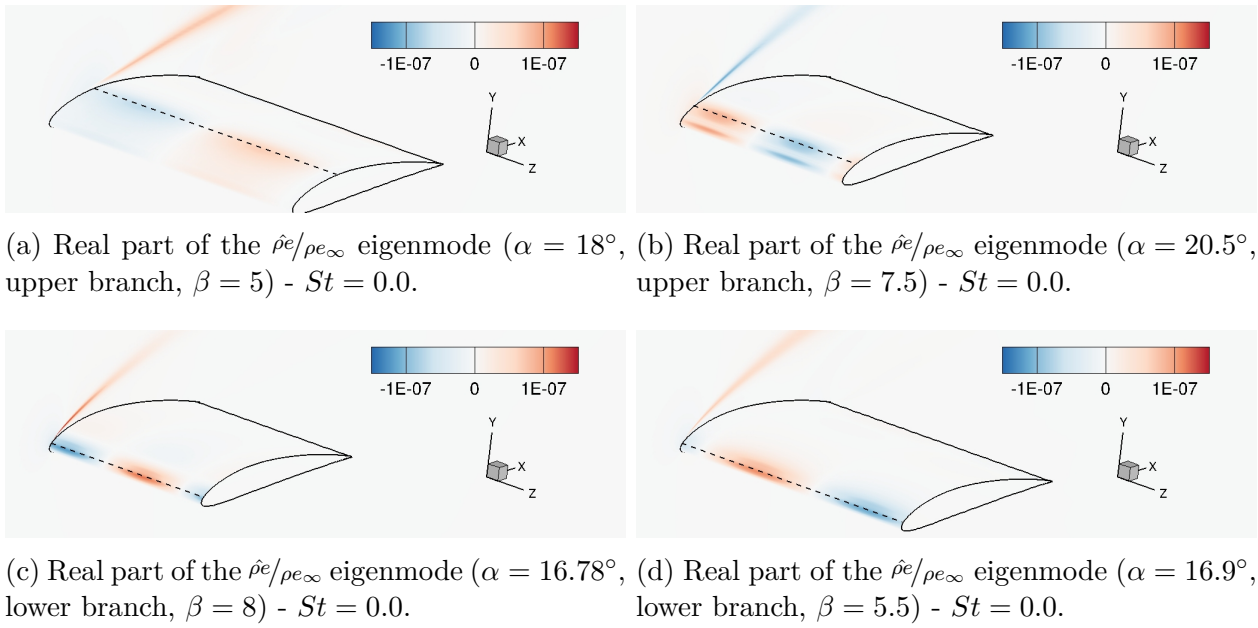 -1E-07 0 1E-07
Y
X
Z
-1E-07 0 1E-07
Y
X
Z
(a) Real part of the ρ̂e/ρe∞ eigenmode (α = 18°,
upper branch, β = 5) - St = 0.0.
(b) Real part of the ρ̂e/ρe∞ eigenmode (α = 20.5°,
upper branch, β = 7.5) - St = 0.0.
-1E-07 0 1E-07
Y
X
Z
-1E-07 0 1E-07
Y
X
Z
(c) Real part of the ρ̂e/ρe∞ eigenmode (α = 16.78°,
lower branch, β = 8) - St = 0.0.
(d) Real part of the ρ̂e/ρe∞ eigenmode (α = 16.9°,
lower branch, β = 5.5) - St = 0.0.